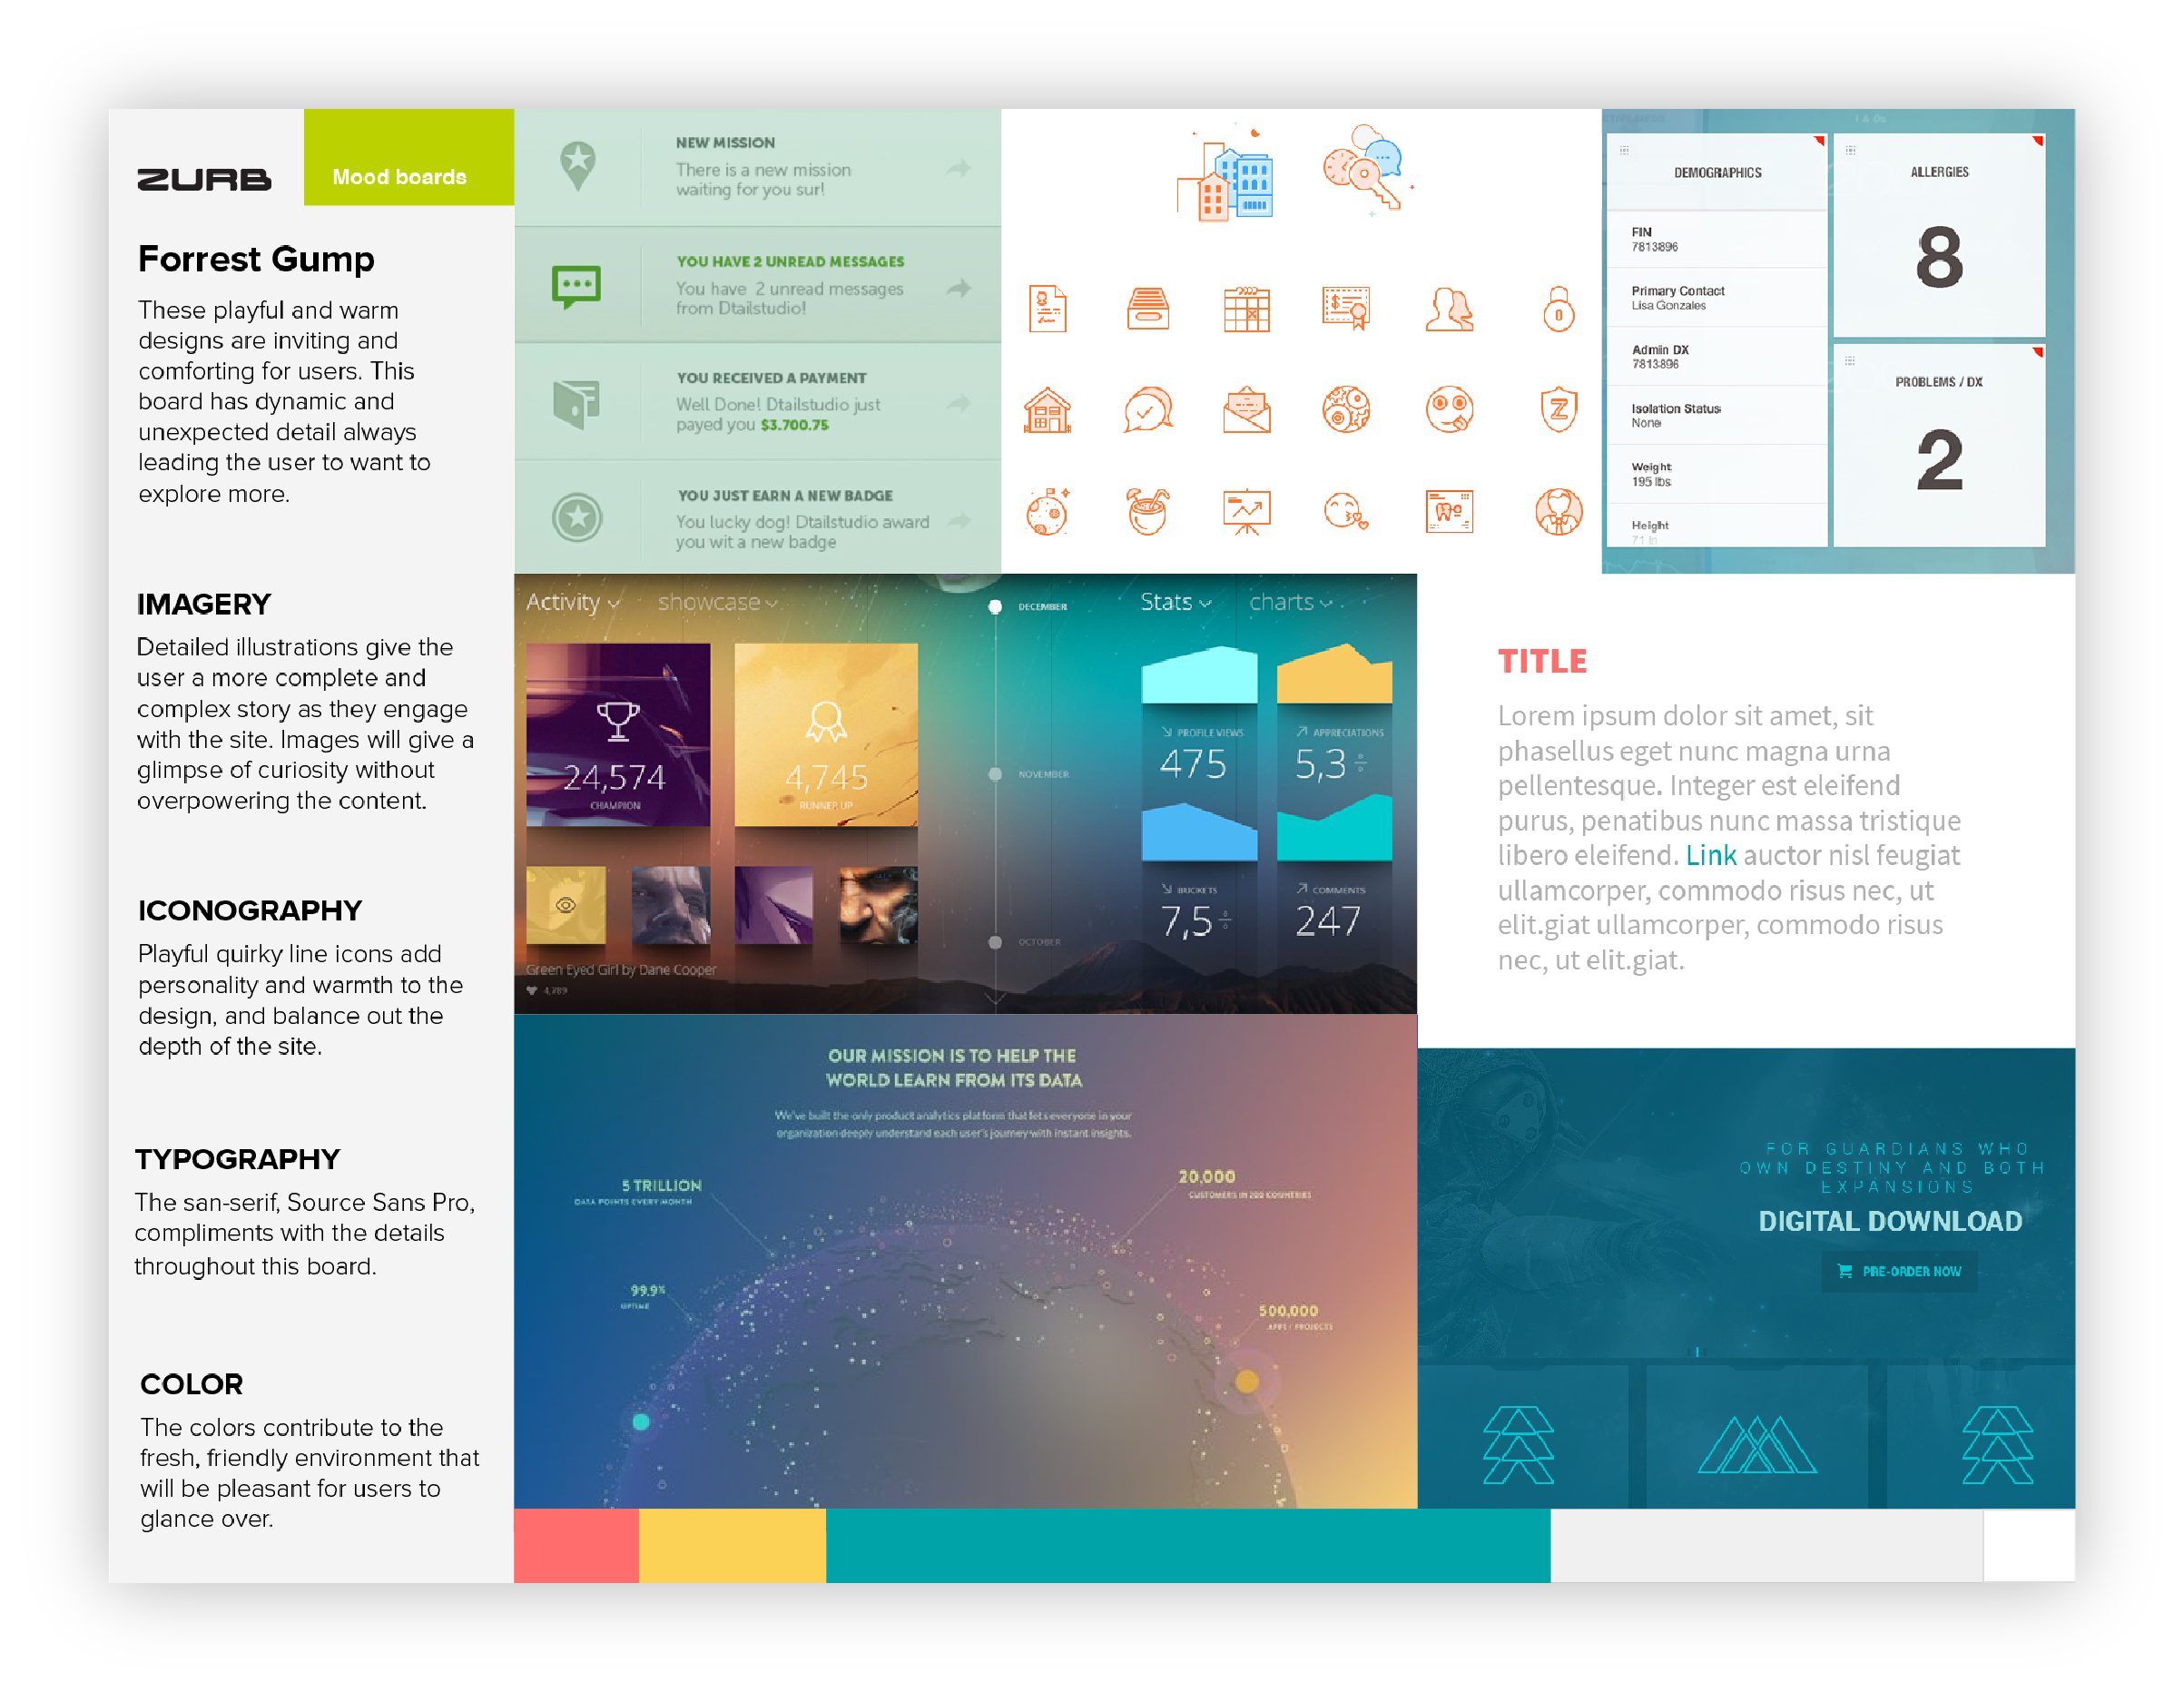 ZURB
Mood boards
Forrest Gump
These playful and warm
designs are inviting and
comforting for users. This
board has dynamic and
unexpected detail always
leading the user to want to
explore more.
IMAGERY
Detailed illustrations give the
user a more complete and
complex story as they engage
with the site. Images will give a
glimpse of curiosity without
overpowering the content.
ICONOGRAPHY
Playful quirky line icons add
personality and warmth to the
design, and balance out the
depth of the site.
TYPOGRAPHY
The san-serif, Source Sans Pro,
compliments with the details
throughout this board.
COLOR
The colors contribute to the
fresh, friendly environment that
will be pleasant for users to
glance over.
NEW MISSION
There is a new mission
waiting for you sur!
YOU HAVE 2 UNREAD MESSAGES
You have 2 unread messages
from Dtailstudio!
YOU RECEIVED A PAYMENT
Well Done! Dtailstudio just
payed you $3.700.75
YOU JUST EARN A NEW BADGE
You lucky dog! Dtailstudio award
you wit a new badge
$
Z
DEMOGRAPHICS
FIN
7813896
Primary Contact
Lisa Gonzales
Admin DX
7813896
Isolation Status
None
Weight
195 lbs
Height
71 In
ALLERGIES
8
PROBLEMS / DX
2
Activity
showcase
24,574
CHAMPION
4,745
RUNNER UP
Green Eyed Girl by Dane Cooper
4,789
DECEMBER
NOVEMBER
OCTOBER
Stats
charts
PROFILE VIEWS
475
APPRECIATIONS
5,3
BUCKETS
7,5
COMMENTS
247
TITLE
Lorem ipsum dolor sit amet, sit
phasellus eget nunc magna urna
pellentesque. Integer est eleifend
purus, penatibus nunc massa tristique
libero eleifend. Link auctor nisl feugiat
ullamcorper, commodo risus nec, ut
elit.giat ullamcorper, commodo risus
nec, ut elit.giat.
OUR MISSION IS TO HELP THE
WORLD LEARN FROM ITS DATA
We've built the only product analytics platform that lets everyone in your
organization deeply understand each user's journey with instant insights.
5 TRILLION
DATA POINTS EVERY MONTH
20,000
CUSTOMERS IN 200 COUNTRIES
99.9%
UPTIME
500,000
APPS / PROJECTS
FOR GUARDIANS WHO
OWN DESTINY AND BOTH
EXPANSIONS
DIGITAL DOWNLOAD
PRE-ORDER NOW